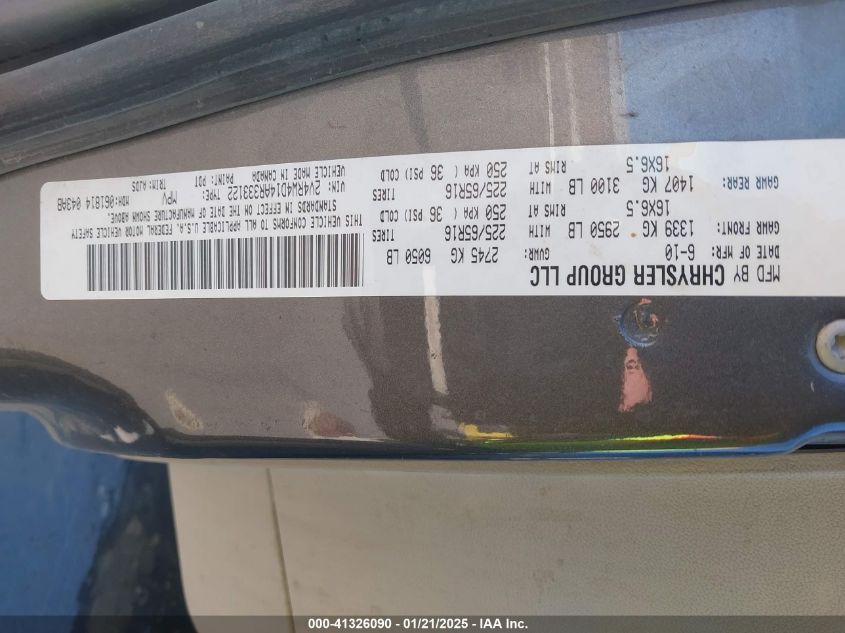 MFD BY CHRYSLER GROUP LLC
DATE OF MFR: 6-10 GVWR: 2745 KG 6050 LB
GAWR FRONT: 1339 KG 2950 LB WITH 225/65R16 TIRES
16X6.5 RIMS AT 250 KPA ( 36 PSI) COLD
GAWR REAR: 1407 KG 3100 LB WITH 225/65R16 TIRES
16X6.5 RIMS AT 250 KPA ( 36 PSI) COLD
THIS VEHICLE CONFORMS TO ALL APPLICABLE U.S.A. FEDERAL MOTOR VEHICLE SAFETY
STANDARDS IN EFFECT ON THE DATE OF MANUFACTURE SHOWN ABOVE.
VIN: 2V4RW4D14AR333122 TYPE: MPV MDH:061814 043AB
VEHICLE MADE IN CANADA PAINT: PDT TRIM:AJDS
000-41326090 - 01/21/2025 - IAA Inc.